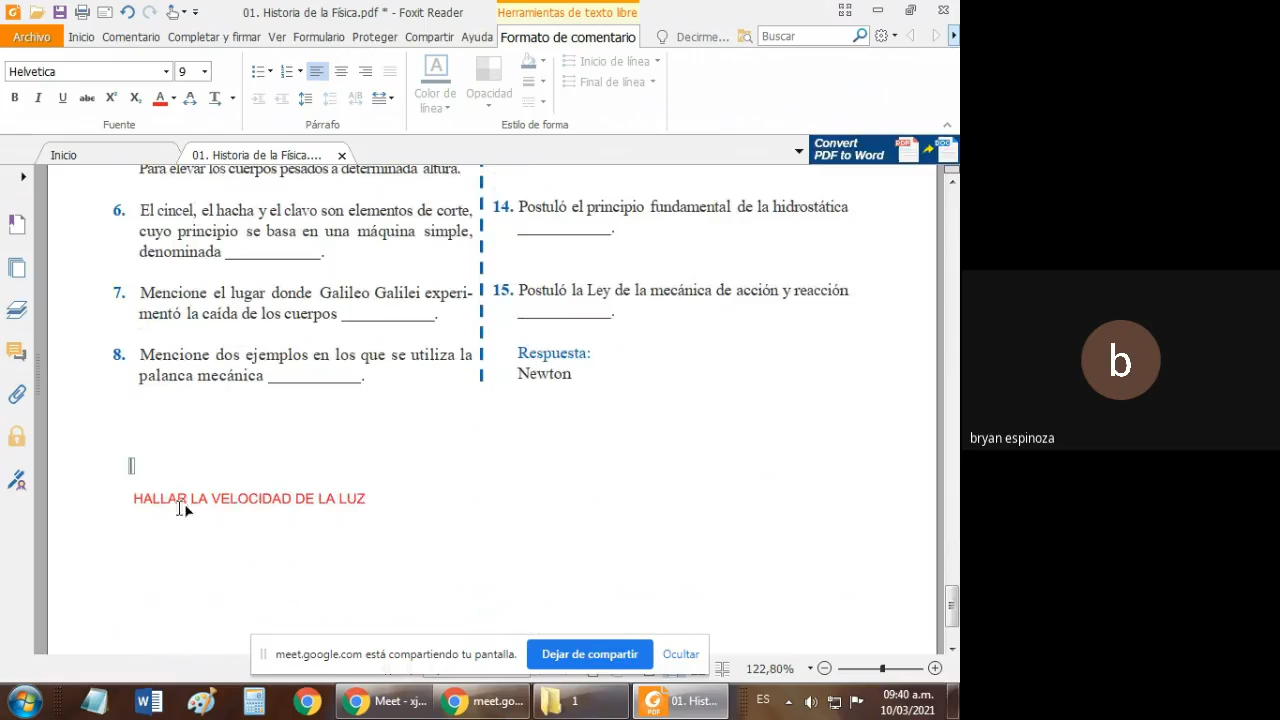 01. Historia de la Física.pdf * - Foxit Reader
Herramientas de texto libre
Archivo Inicio Comentario Completar y firmar Ver Formulario Proteger Compartir Ayuda Formato de comentario Decirme... Buscar
Helvetica 9
Color de línea
Opacidad
Inicio de línea
Final de línea
Fuente Párrafo Estilo de forma
Inicio
01. Historia de la Física....
Convert
PDF to Word
Para elevar los cuerpos pesados a determinada altura.
6. El cincel, el hacha y el clavo son elementos de corte,
cuyo principio se basa en una máquina simple,
denominada ____________.
7. Mencione el lugar donde Galileo Galilei experi-
mentó la caída de los cuerpos ____________.
8. Mencione dos ejemplos en los que se utiliza la
palanca mecánica ____________.
14. Postuló el principio fundamental de la hidrostática
____________.
15. Postuló la Ley de la mecánica de acción y reacción
____________.
Respuesta:
Newton
HALLAR LA VELOCIDAD DE LA LUZ
b
bryan espinoza
meet.google.com está compartiendo tu pantalla.
Dejar de compartir
Ocultar
122,80%
Meet - xj...
meet.go...
1
01. Hist...
ES
09:40 a.m.
10/03/2021